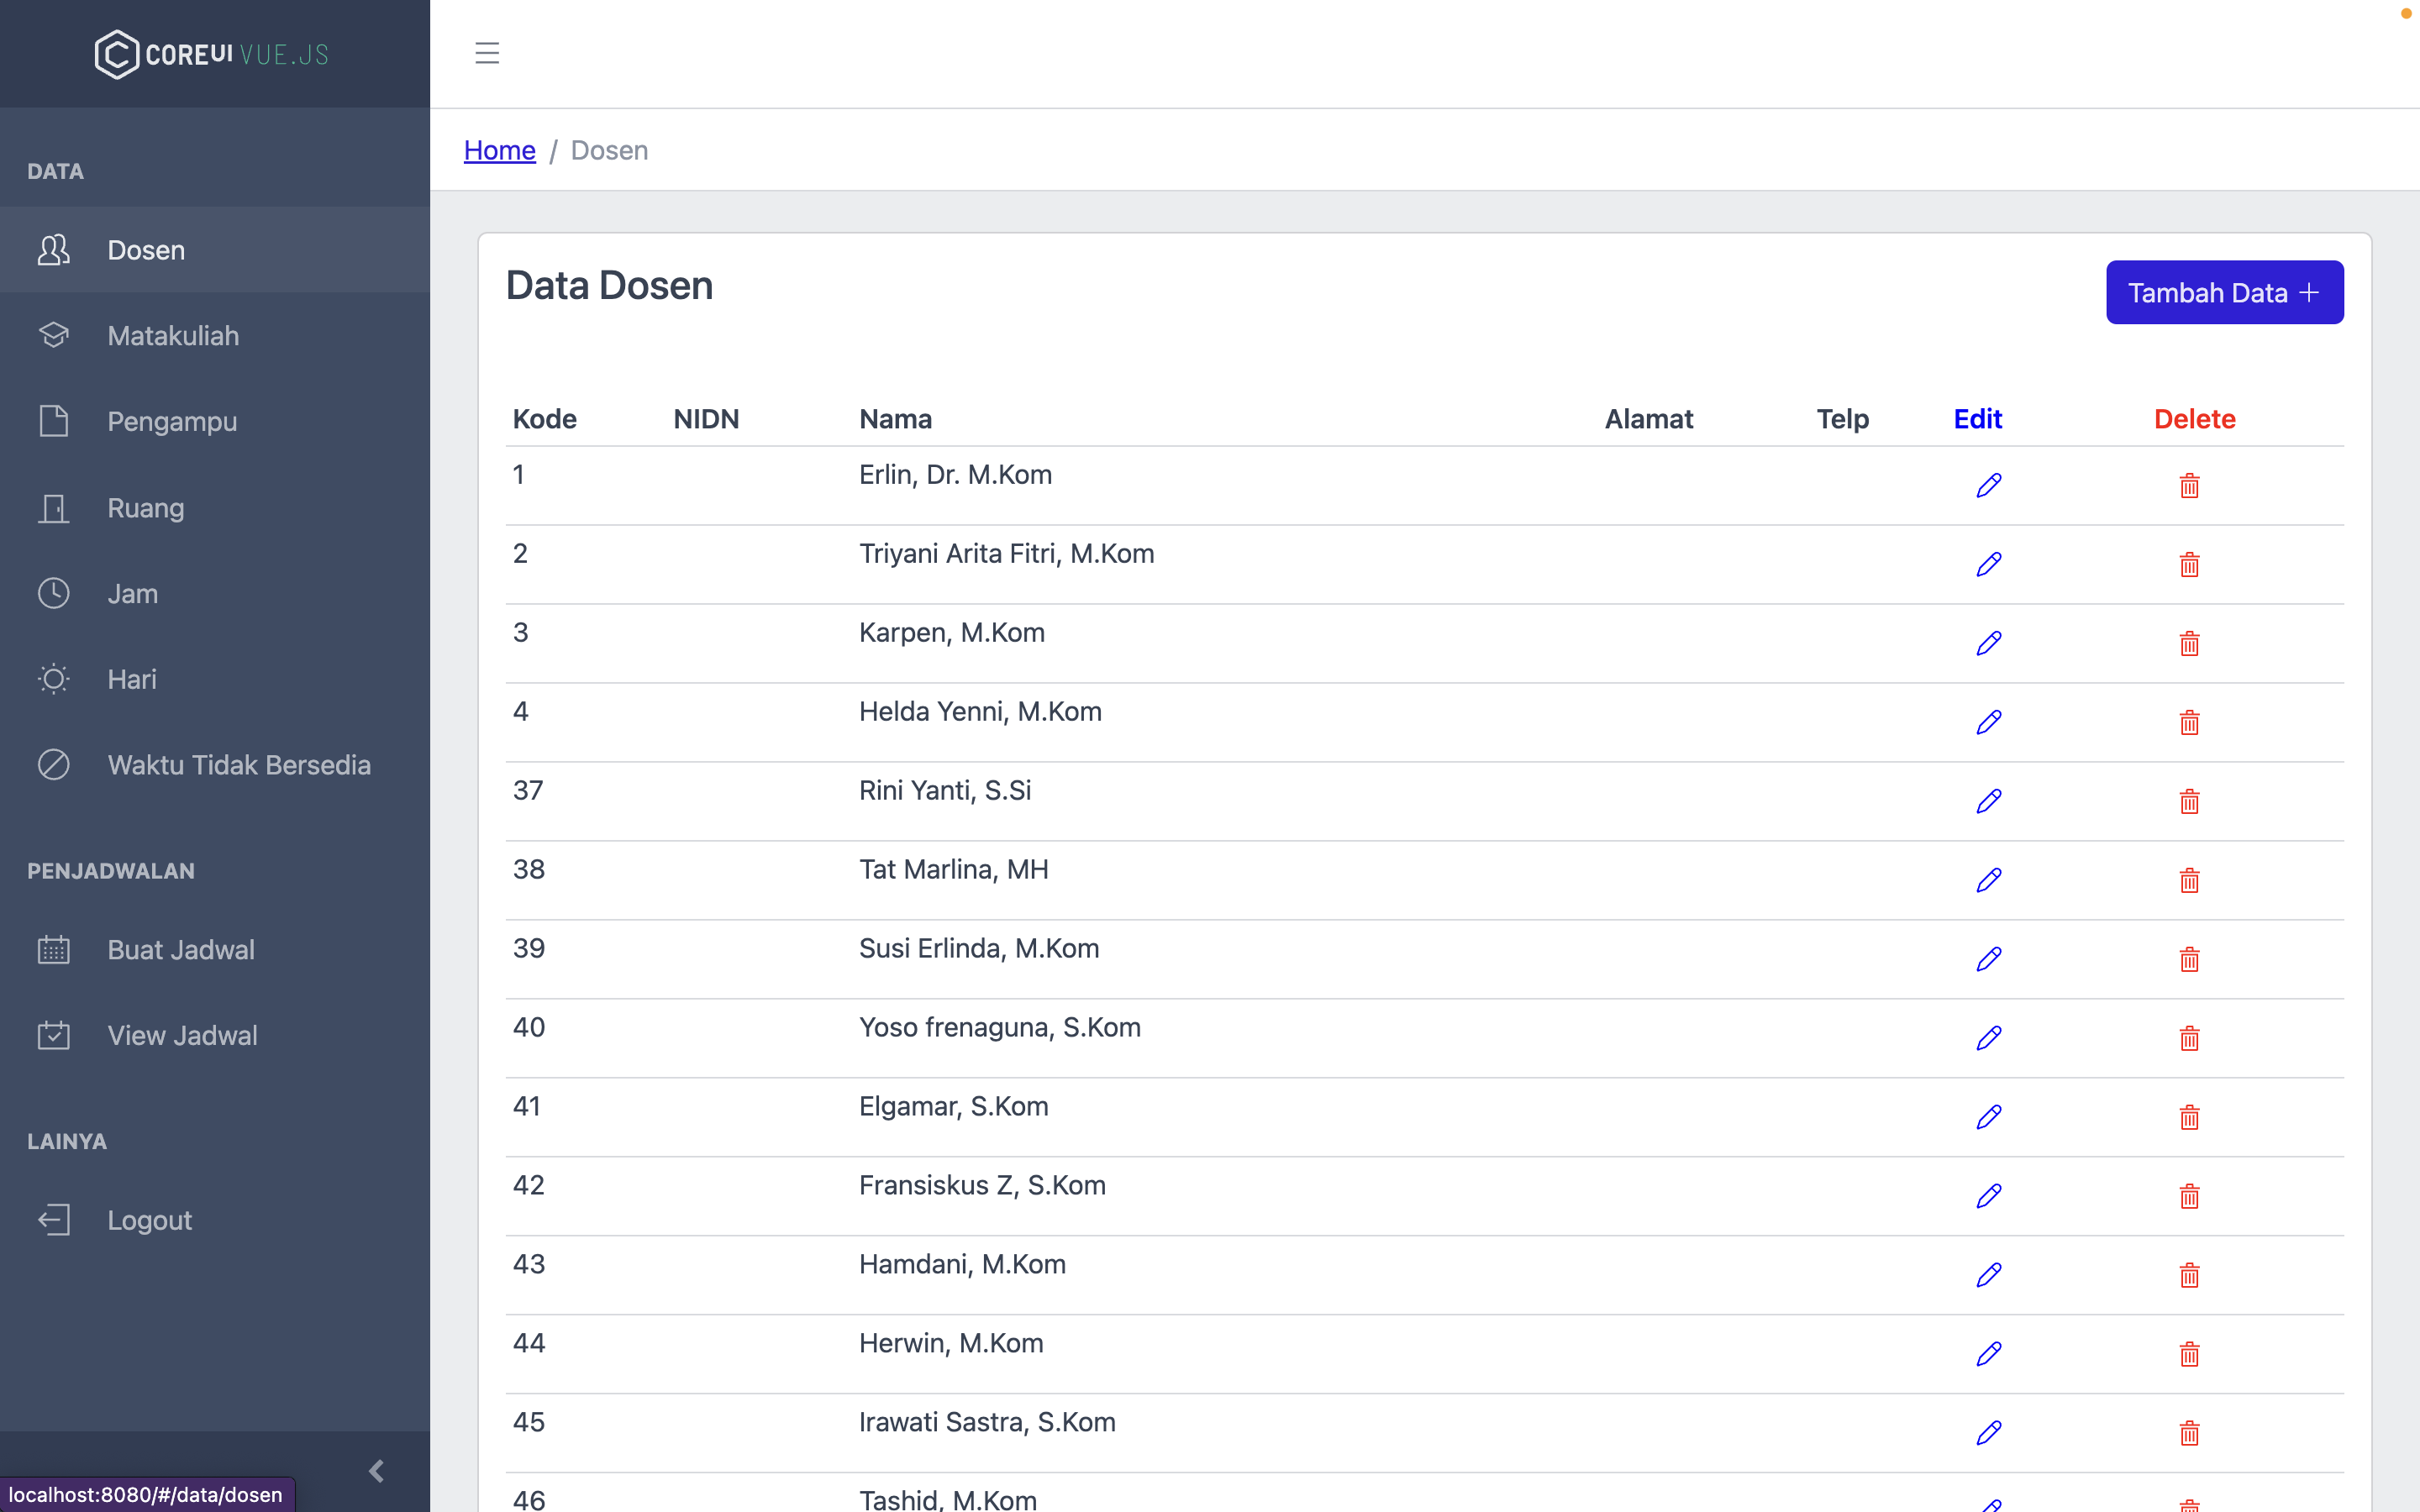 COREUI VUE.JS
DATA
Dosen
Matakuliah
Pengampu
Ruang
Jam
Hari
Waktu Tidak Bersedia
PENJADWALAN
Buat Jadwal
View Jadwal
LAINYA
Logout
localhost:8080/#/data/dosen
Home / Dosen
Data Dosen
Tambah Data +
Kode NIDN Nama Alamat Telp Edit Delete
1 Erlin, Dr. M.Kom
2 Triyani Arita Fitri, M.Kom
3 Karpen, M.Kom
4 Helda Yenni, M.Kom
37 Rini Yanti, S.Si
38 Tat Marlina, MH
39 Susi Erlinda, M.Kom
40 Yoso frenaguna, S.Kom
41 Elgamar, S.Kom
42 Fransiskus Z, S.Kom
43 Hamdani, M.Kom
44 Herwin, M.Kom
45 Irawati Sastra, S.Kom
46 Tashid, M.Kom